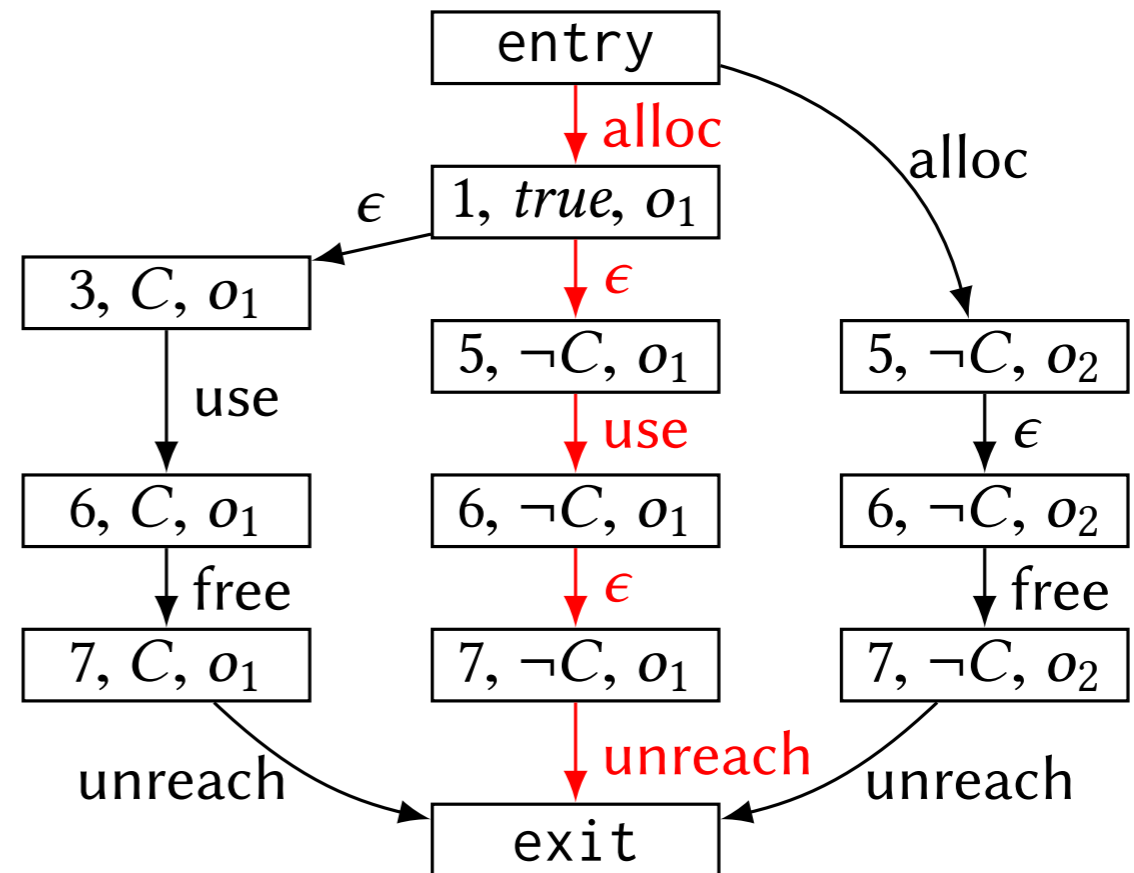 entry
alloc
alloc
1, true, o₁
ϵ
ϵ
3, C, o₁
5, ¬C, o₁
5, ¬C, o₂
use
use
ϵ
6, C, o₁
6, ¬C, o₁
6, ¬C, o₂
free
ϵ
free
7, C, o₁
7, ¬C, o₁
7, ¬C, o₂
unreach
unreach
unreach
exit